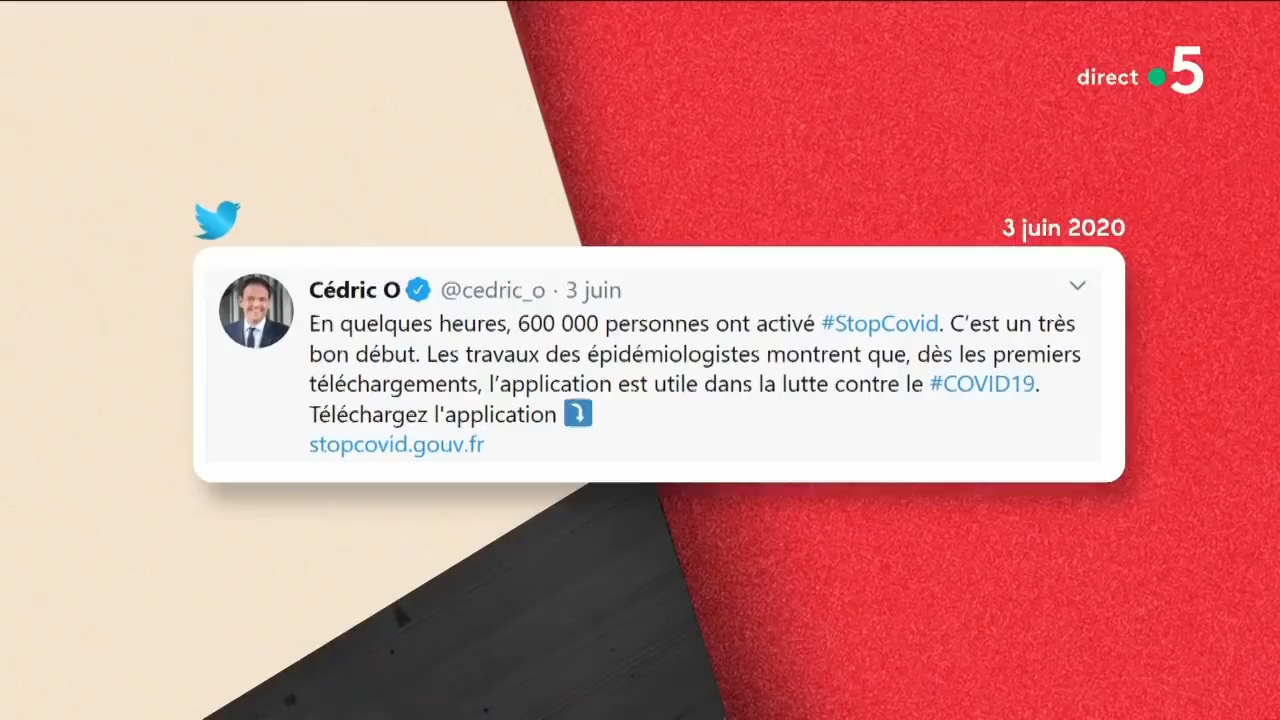 direct 5
3 juin 2020
Cédric O @cedric_o · 3 juin
En quelques heures, 600 000 personnes ont activé #StopCovid. C’est un très
bon début. Les travaux des épidémiologistes montrent que, dès les premiers
téléchargements, l’application est utile dans la lutte contre le #COVID19.
Téléchargez l'application ⤵️
stopcovid.gouv.fr